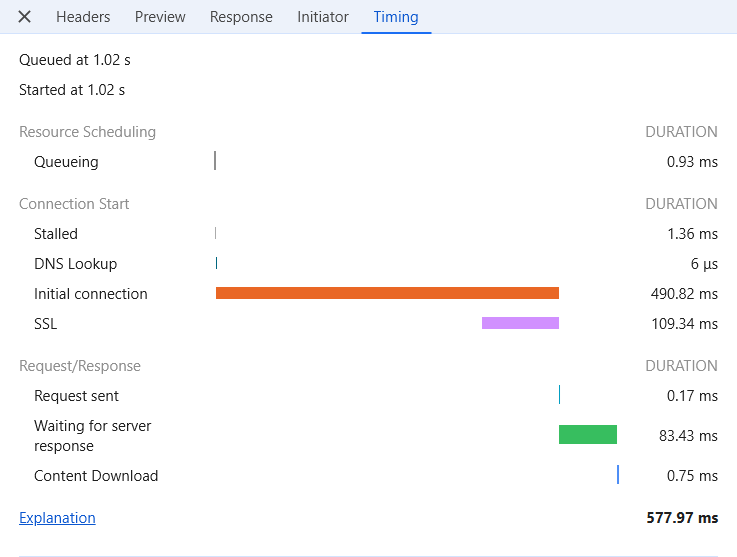 Headers Preview Response Initiator Timing
Queued at 1.02 s
Started at 1.02 s
Resource Scheduling DURATION
Queueing 0.93 ms
Connection Start DURATION
Stalled 1.36 ms
DNS Lookup 6 μs
Initial connection 490.82 ms
SSL 109.34 ms
Request/Response DURATION
Request sent 0.17 ms
Waiting for server
response 83.43 ms
Content Download 0.75 ms
Explanation 577.97 ms